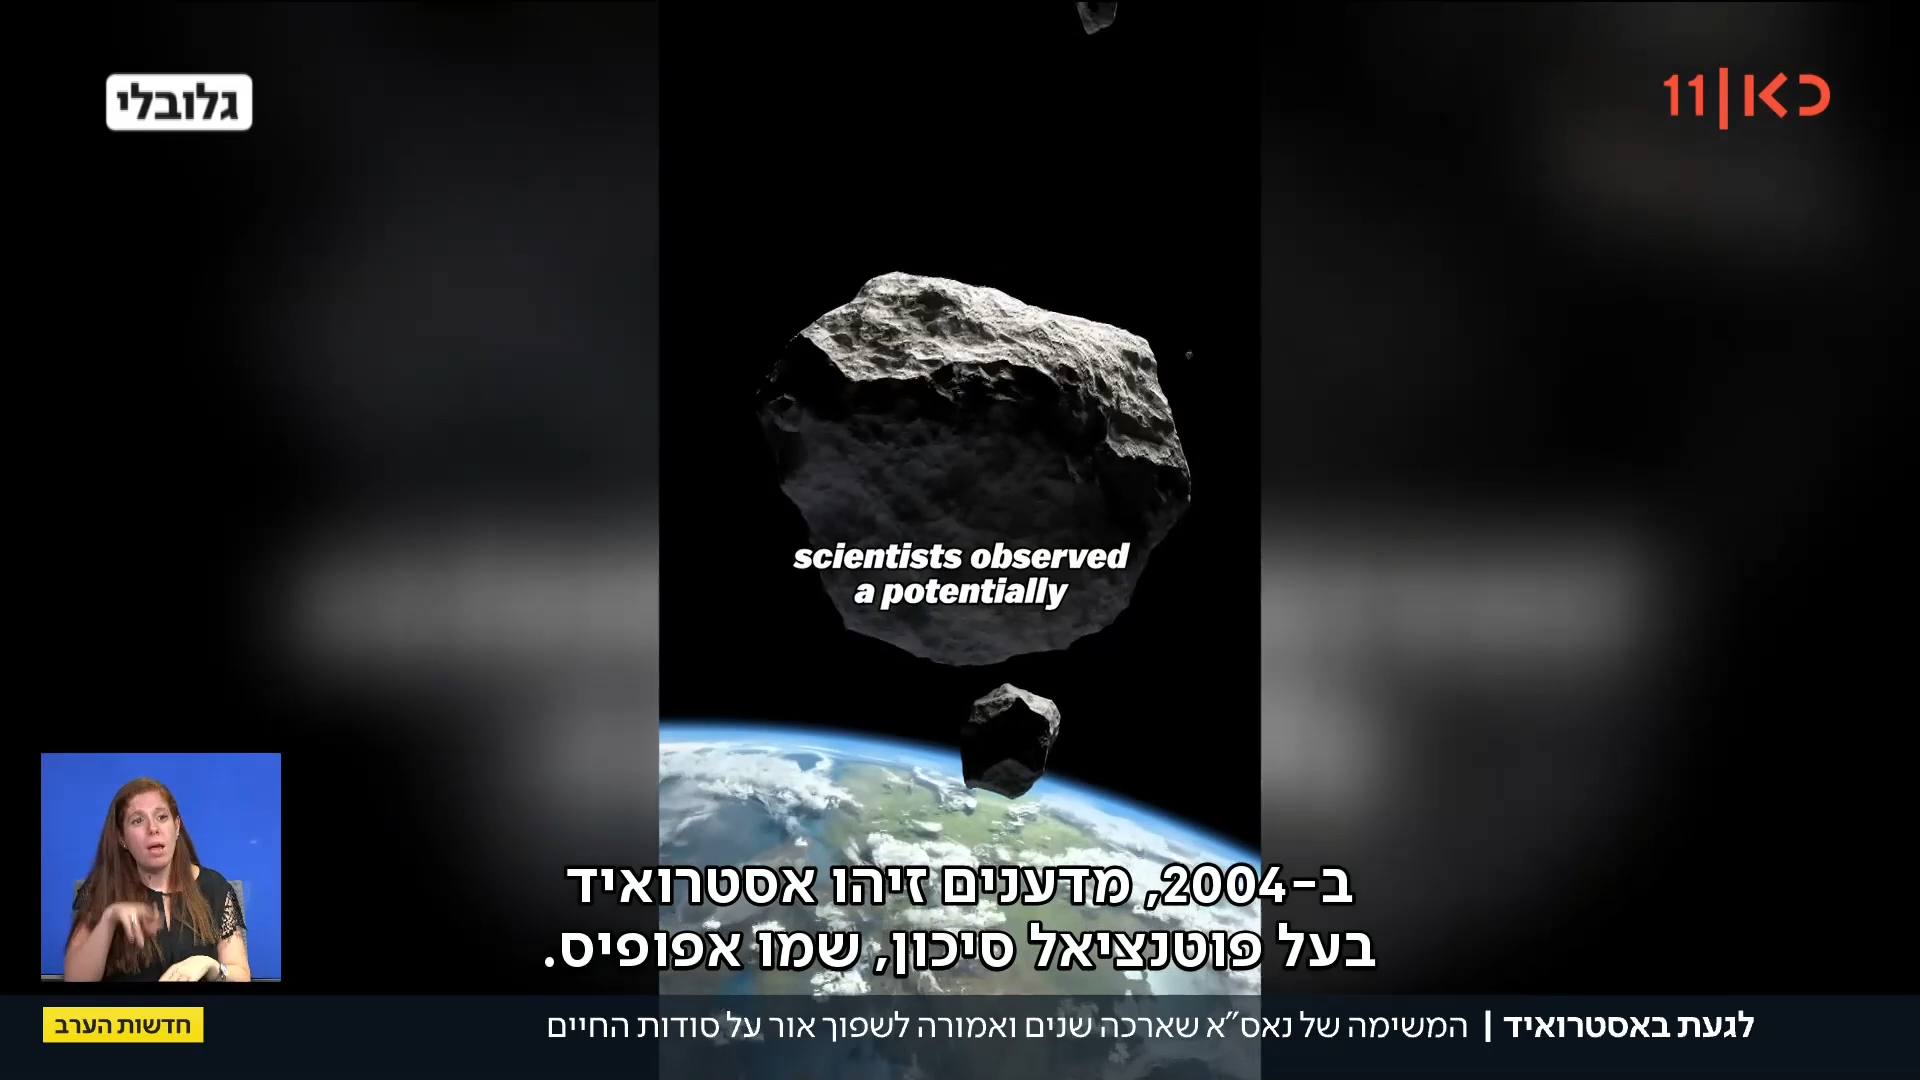 גלובלי
כאן 11
scientists observed
a potentially
ב-2004, מדענים זיהו אסטרואיד
בעל פוטנציאל סיכון, שמו אפופיס.
לגעת באסטרואיד | המשימה של נאס"א שארכה שנים ואמורה לשפוך אור על סודות החיים
חדשות הערב